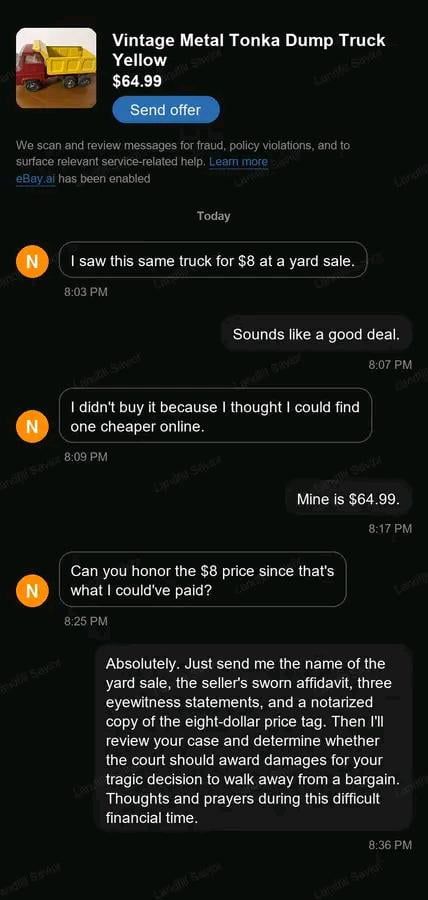 Vintage Metal Tonka Dump Truck
Yellow
$64.99
Send offer
We scan and review messages for fraud, policy violations, and to
surface relevant service-related help. Learn more
eBay.ai has been enabled
Today
N
I saw this same truck for $8 at a yard sale.
8:03 PM
Sounds like a good deal.
8:07 PM
I didn't buy it because I thought I could find
one cheaper online.
N
8:09 PM
Mine is $64.99.
8:17 PM
Can you honor the $8 price since that's
what I could've paid?
N
8:25 PM
Absolutely. Just send me the name of the
yard sale, the seller's sworn affidavit, three
eyewitness statements, and a notarized
copy of the eight-dollar price tag. Then I'll
review your case and determine whether
the court should award damages for your
tragic decision to walk away from a bargain.
Thoughts and prayers during this difficult
financial time.
8:36 PM
Landfill Savior